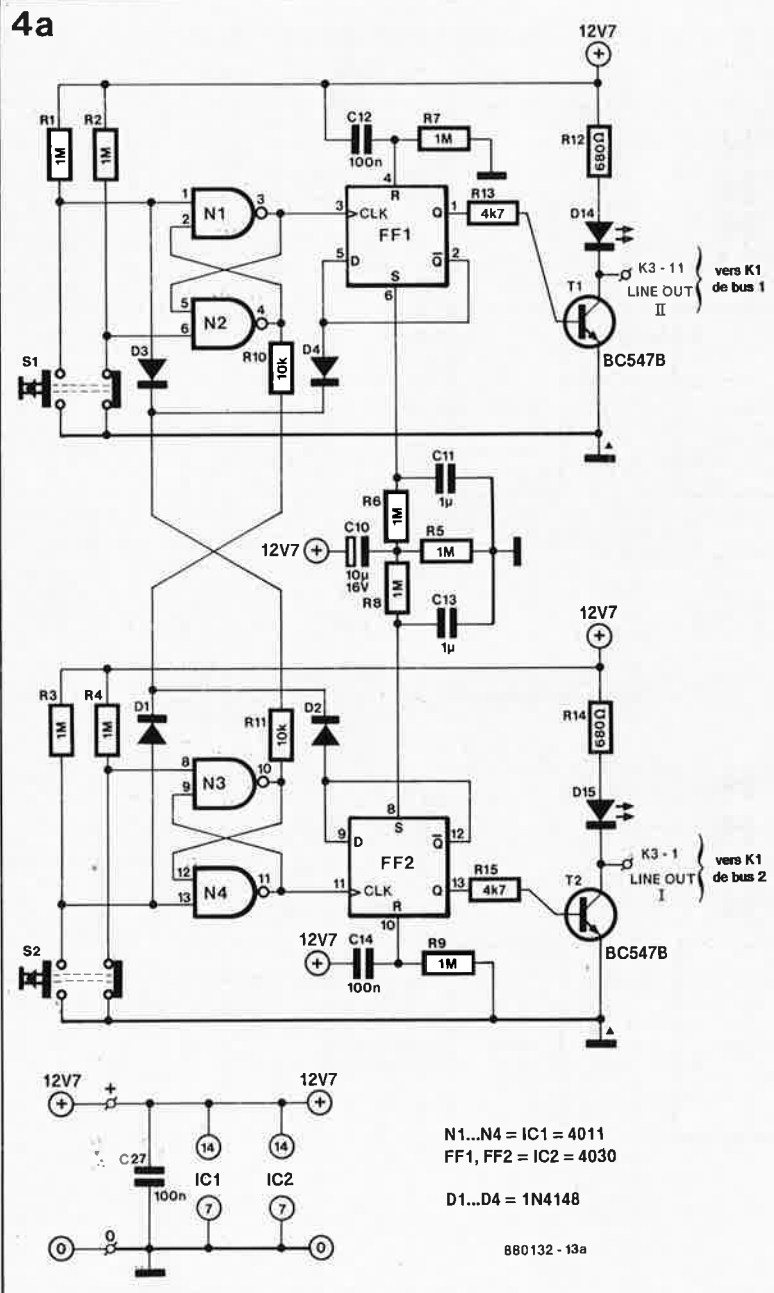 4a
12V7
+
R1
1M
R2
1M
C12
100n
R7
1M
R12
680Ω
4
R
1
2
N1
3
3
CLK
Q
1
R13
4k7
FF1
5
D
Q
2
S
6
D14
K3 - 11
LINE OUT
II
vers K1
de bus 1
T1
BC547B
5
6
N2
4
R10
10k
D3
D4
S1
C11
1µ
R6
1M
12V7
+
C10
10µ
16V
R5
1M
R8
1M
C13
1µ
12V7
+
R3
1M
R4
1M
D1
R11
10k
D2
R14
680Ω
8
9
N3
10
8
S
9
D
Q
12
FF2
12
13
N4
11
11
CLK
Q
13
R15
4k7
R
10
D15
K3 - 1
LINE OUT
I
vers K1
de bus 2
T2
BC547B
S2
12V7
+
C14
100n
R9
1M
12V7
+
+
12V7
+
C27
100n
14
IC1
7
14
IC2
7
0
0
0
N1...N4 = IC1 = 4011
FF1, FF2 = IC2 = 4030
D1...D4 = 1N4148
880132 - 13a